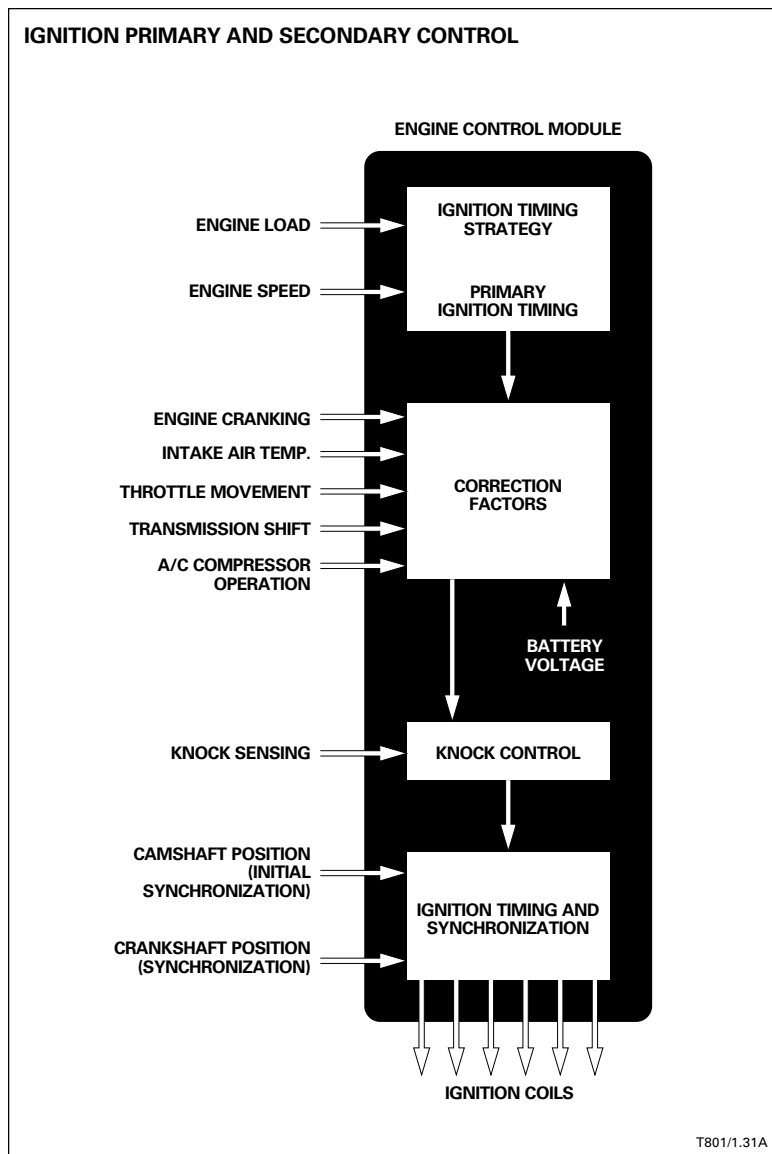 IGNITION PRIMARY AND SECONDARY CONTROL
ENGINE CONTROL MODULE
ENGINE LOAD
IGNITION TIMING
STRATEGY
ENGINE SPEED
PRIMARY
IGNITION TIMING
ENGINE CRANKING
INTAKE AIR TEMP.
THROTTLE MOVEMENT
TRANSMISSION SHIFT
A/C COMPRESSOR
OPERATION
CORRECTION
FACTORS
BATTERY
VOLTAGE
KNOCK SENSING
KNOCK CONTROL
CAMSHAFT POSITION
(INITIAL
SYNCHRONIZATION)
CRANKSHAFT POSITION
(SYNCHRONIZATION)
IGNITION TIMING AND
SYNCHRONIZATION
IGNITION COILS
T801/1.31A